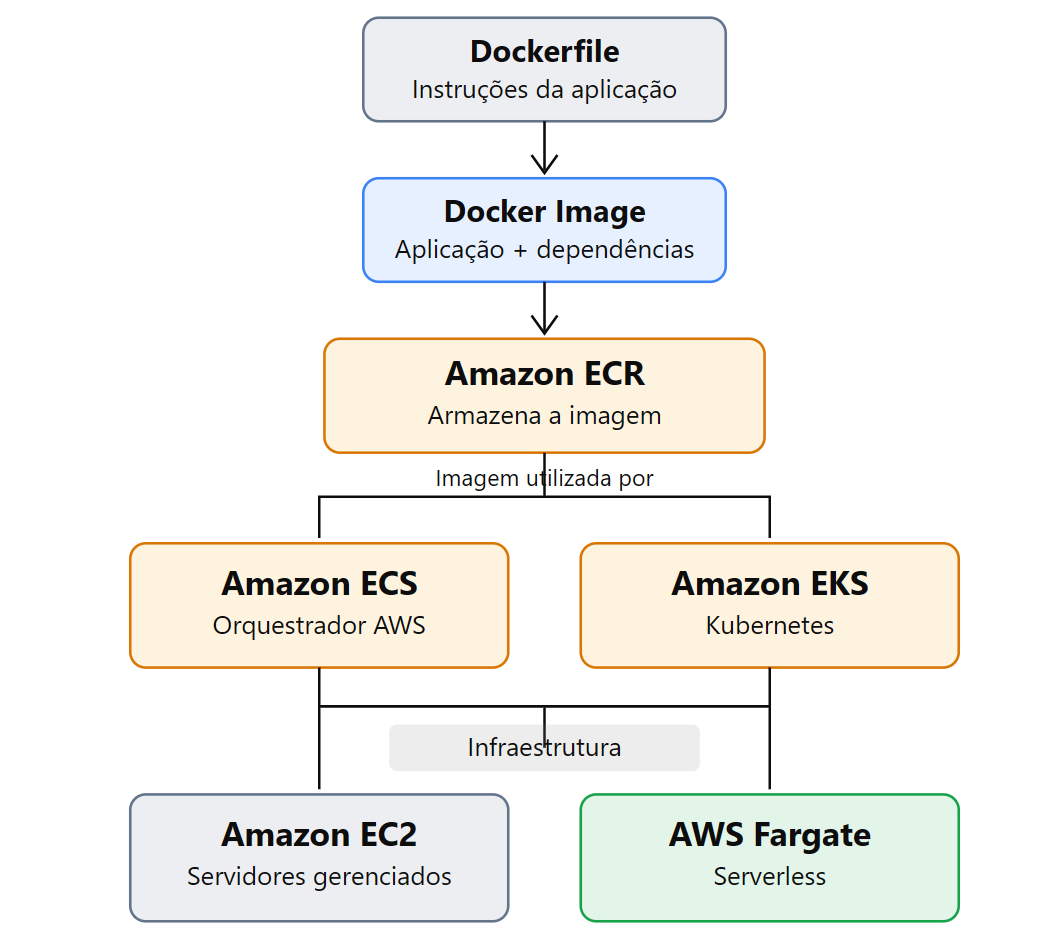 Dockerfile
Instruções da aplicação
Docker Image
Aplicação + dependências
Amazon ECR
Armazena a imagem
Imagem utilizada por
Amazon ECS
Orquestrador AWS
Amazon EKS
Kubernetes
Infraestrutura
Amazon EC2
Servidores gerenciados
AWS Fargate
Serverless